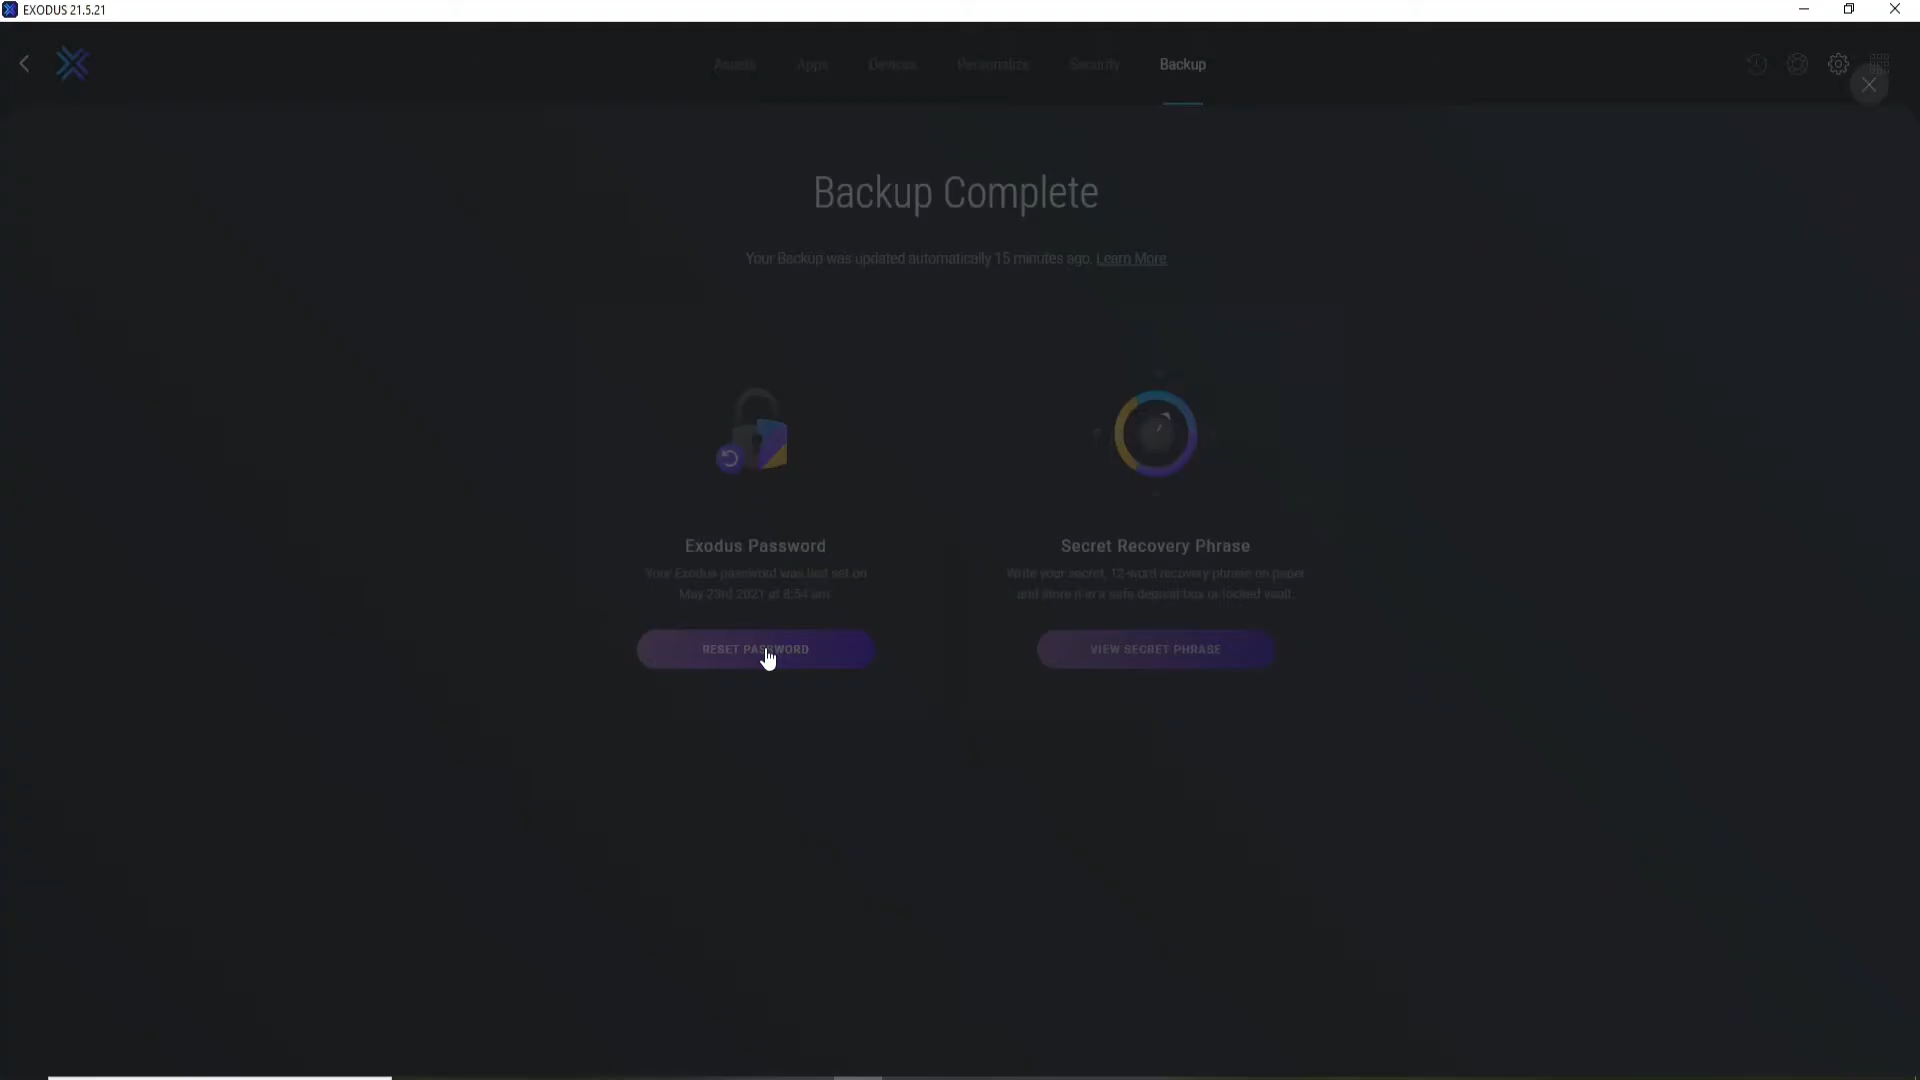 EXODUS 21.5.21
Assets Apps Devices Personalize Security Backup
Backup Complete
Your Backup was updated automatically 15 minutes ago. Learn More
Exodus Password
Your Exodus password was last set on
May 23rd 2021 at 8:54 am.
RESET PASSWORD
Secret Recovery Phrase
Write your secret, 12-word recovery phrase on paper
and store it in a safe deposit box or locked vault.
VIEW SECRET PHRASE